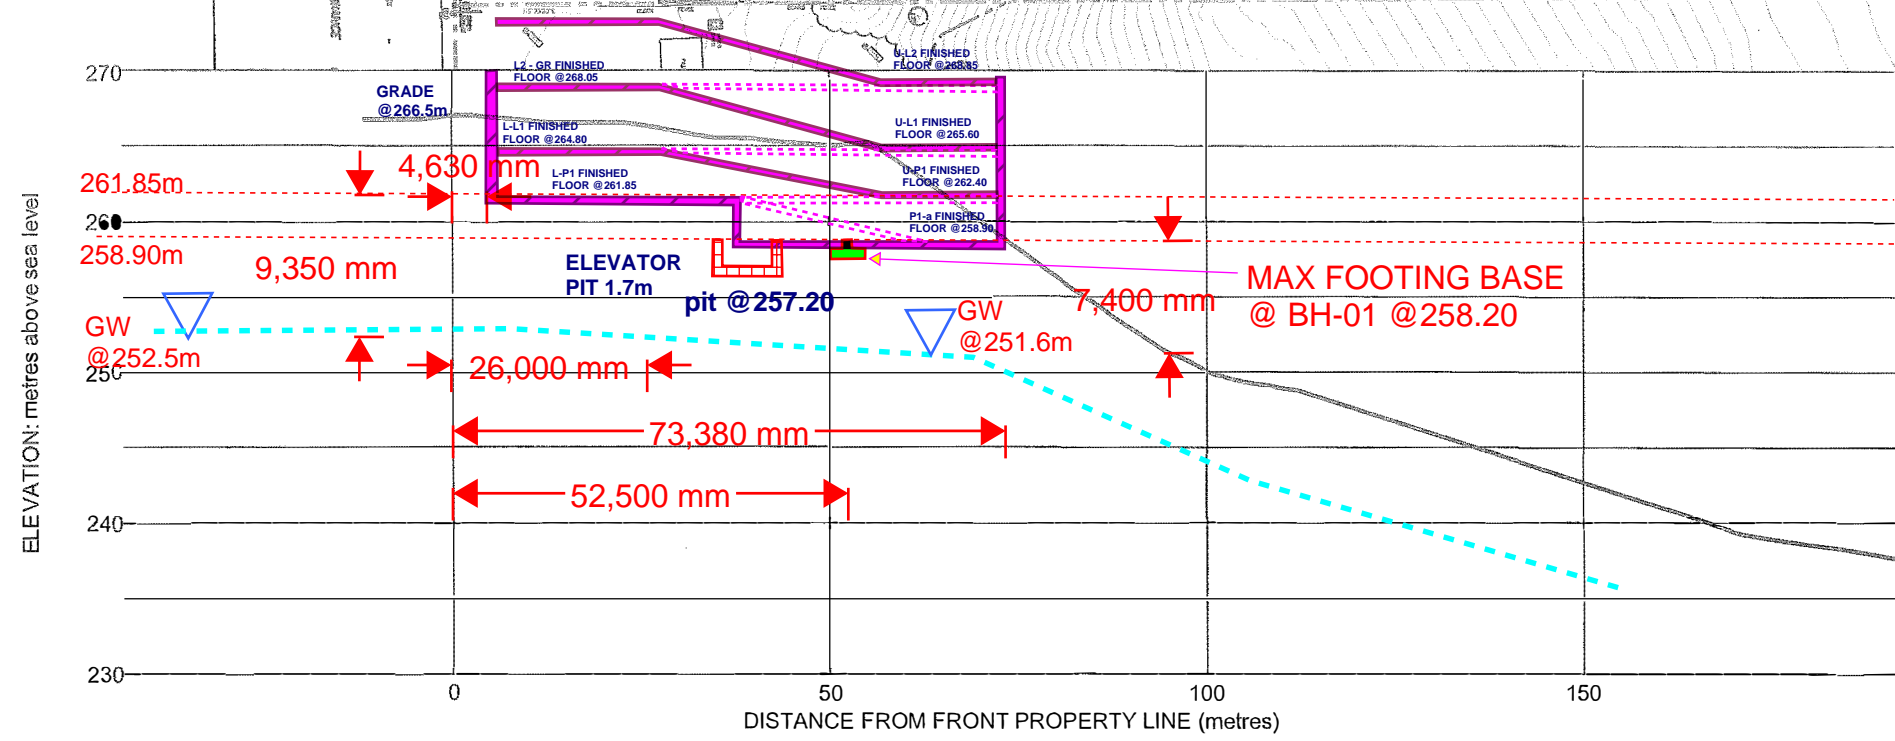 270
GRADE
@266.5m
L2 - GR FINISHED
FLOOR @268.05
U-L2 FINISHED
FLOOR @268.85
L-L1 FINISHED
FLOOR @264.80
U-L1 FINISHED
FLOOR @265.60
4,630 mm
L-P1 FINISHED
FLOOR @261.85
U-P1 FINISHED
FLOOR @262.40
261.85m
260
P1-a FINISHED
FLOOR @258.90
258.90m
9,350 mm
ELEVATOR
PIT 1.7m
pit @257.20
7,400 mm
MAX FOOTING BASE
@ BH-01 @258.20
GW
@252.5m
GW
@251.6m
250
26,000 mm
73,380 mm
52,500 mm
240
230
0
50
100
150
DISTANCE FROM FRONT PROPERTY LINE (metres)
ELEVATION: metres above sea level